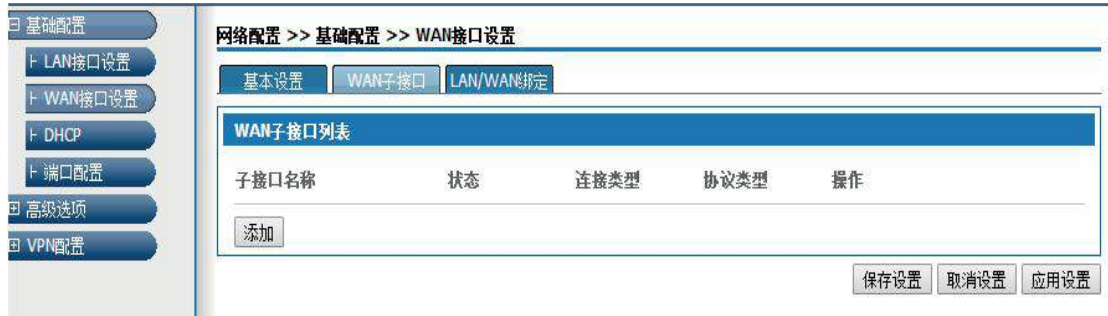 基础配置
LAN接口设置
WAN接口设置
DHCP
端口配置
高级选项
VPN配置
网络配置 >> 基础配置 >> WAN接口设置
基本设置 WAN子接口 LAN/WAN绑定
WAN子接口列表
子接口名称 状态 连接类型 协议类型 操作
添加
保存设置 取消设置 应用设置